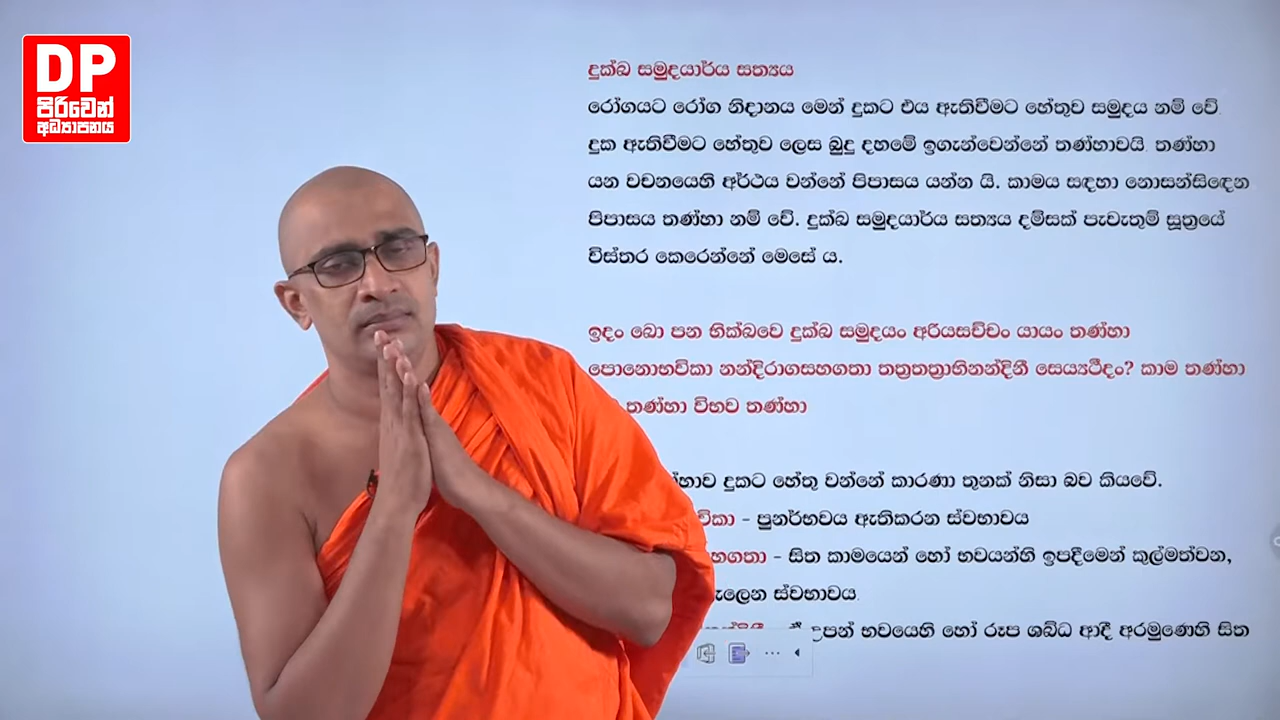 DP
පිරිවෙන්
අධ්‍යාපනය
දුක්ඛ සමුදයාර්ය සත්‍යය
රෝගයට රෝග නිදානය මෙන් දුකට එය ඇතිවීමට හේතුව සමුදය නම් වේ.
දුක ඇතිවීමට හේතුව ලෙස බුදු දහමේ ඉගැන්වෙන්නේ තණ්හාවයි. තණ්හා
යන වචනයෙහි අර්ථය වන්නේ පිපාසය යන්න යි. කාමය සඳහා නොසන්සිඳෙන
පිපාසය තණ්හා නම් වේ. දුක්ඛ සමුදයාර්ය සත්‍යය දම්සක් පැවැතුම් සූත්‍රයේ
විස්තර කෙරෙන්නේ මෙසේ ය.
ඉදං ඛො පන භික්ඛවෙ දුක්ඛ සමුදයං අරියසච්චං යායං තණ්හා
පොනොභවිකා නන්දිරාගසහගතා තත්‍රතත්‍රාභිනන්දිනී සෙය්‍යථීදං? කාම තණ්හා
තණ්හා විභව තණ්හා
දුකට හේතු වන්නේ කාරණා තුනක් නිසා බව කියවේ.
- පුනර්භවය ඇතිකරන ස්වභාවය
- සිත කාමයෙන් හෝ භවයන්හි ඉපදීමෙන් කුල්මත්වන,
ස්වභාවය.
උපන් භවයෙහි හෝ රූප ශබ්ධ ආදී අරමුණෙහි සිත